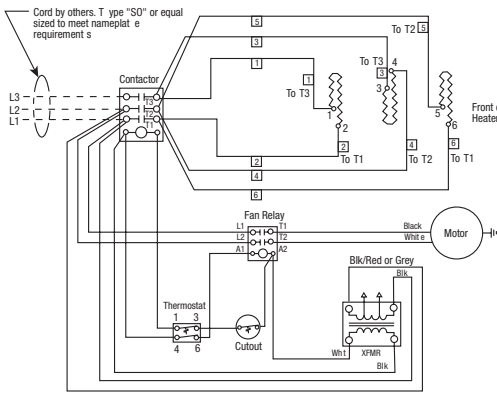 Cord by others. T ype "SO" or equal
sized to meet nameplat e
requirement s
5
3
1
To T2 5
To T3
3
4
3
1
To T3
Contactor
L3
L2
L1
T3
T2
T1
1
2
2
To T1
5
6
4
To T2
6
To T1
Front o
Heater
2
4
6
Fan Relay
L1
T1
L2
T2
A1
A2
Black
Whit e
Motor
Blk/Red or Grey
Blk
Thermostat
1 3
4 6
Cutout
Wht
XFMR
Blk
Blk